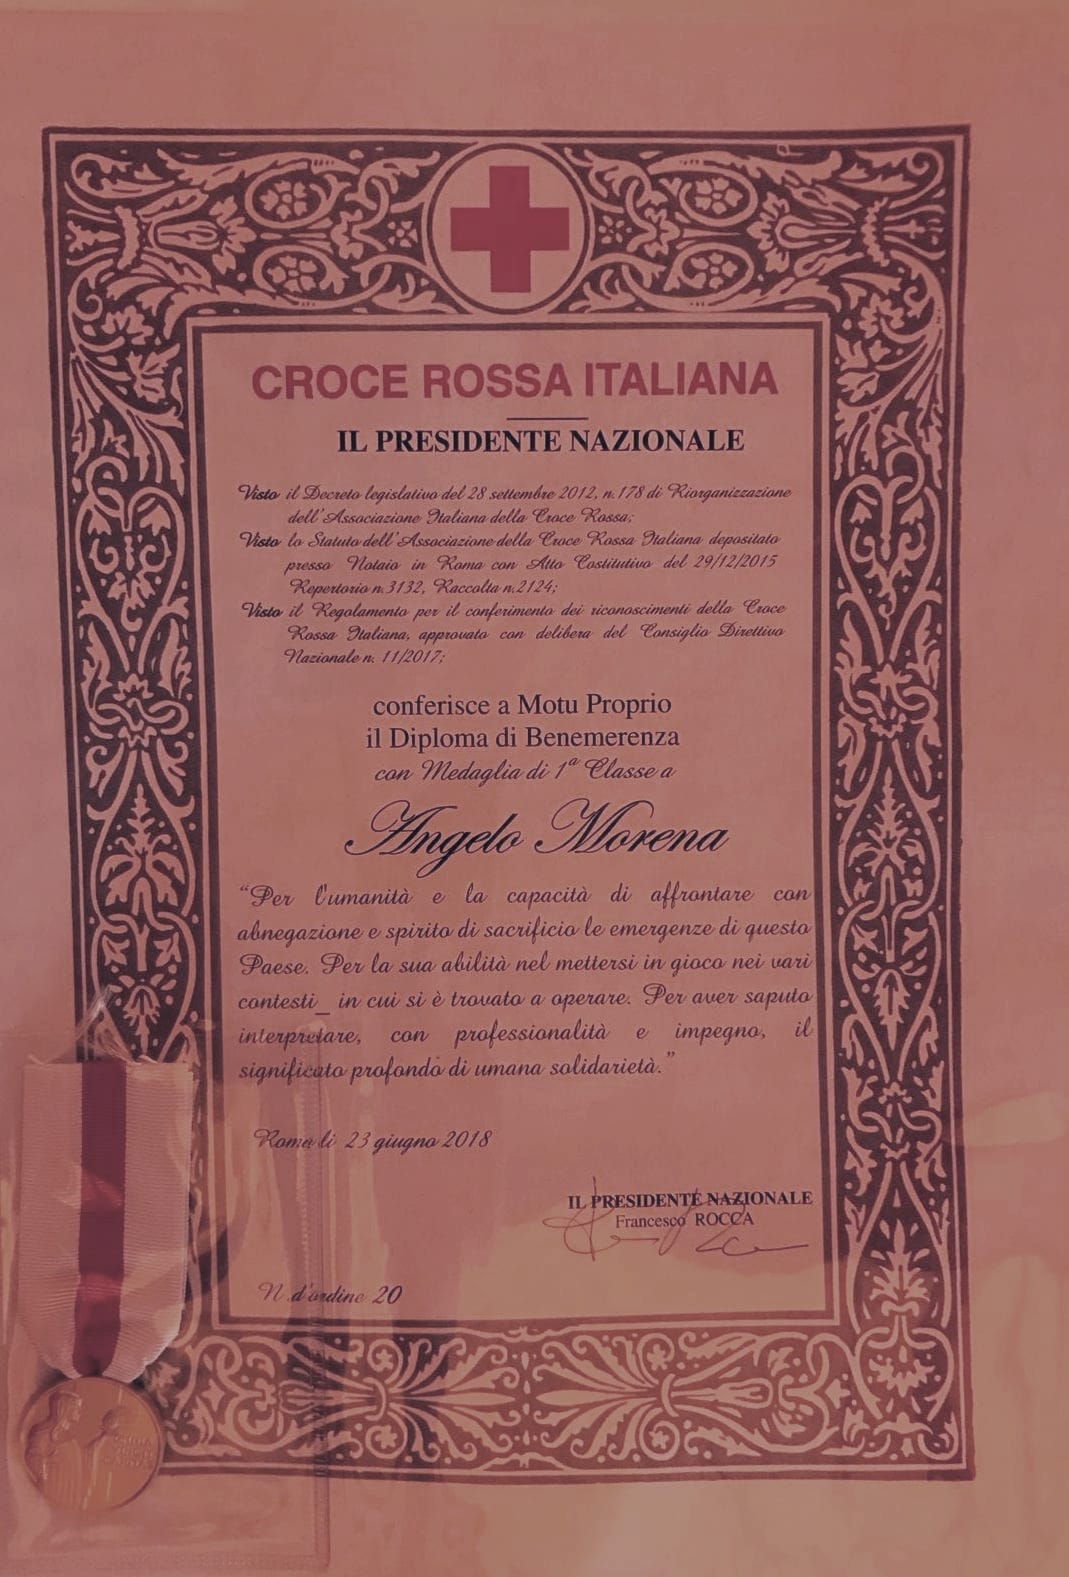 CROCE ROSSA ITALIANA
IL PRESIDENTE NAZIONALE
Visto il Decreto legislativo del 28 settembre 2012, n.178 di Riorganizzazione
dell'Associazione Italiana della Croce Rossa;
Visto lo Statuto dell'Associazione della Croce Rossa Italiana depositato
presso Notaio in Roma con Atto Costitutivo del 29/12/2015
Repertorio n.3132, Raccolta n.2124;
Visto il Regolamento per il conferimento dei riconoscimenti della Croce
Rossa Italiana, approvato con delibera del Consiglio Direttivo
Nazionale n. 11/2017;
conferisce a Motu Proprio
il Diploma di Benemerenza
con Medaglia di 1ª Classe a
Angelo Morena
“Per l'umanità e la capacità di affrontare con
abnegazione e spirito di sacrificio le emergenze di questo
Paese. Per la sua abilità nel mettersi in gioco nei vari
contesti_ in cui si è trovato a operare. Per aver saputo
interpretare, con professionalità e impegno, il
significato profondo di umana solidarietà.”
Roma lì 23 giugno 2018
IL PRESIDENTE NAZIONALE
Francesco ROCCA
N.d'ordine 20